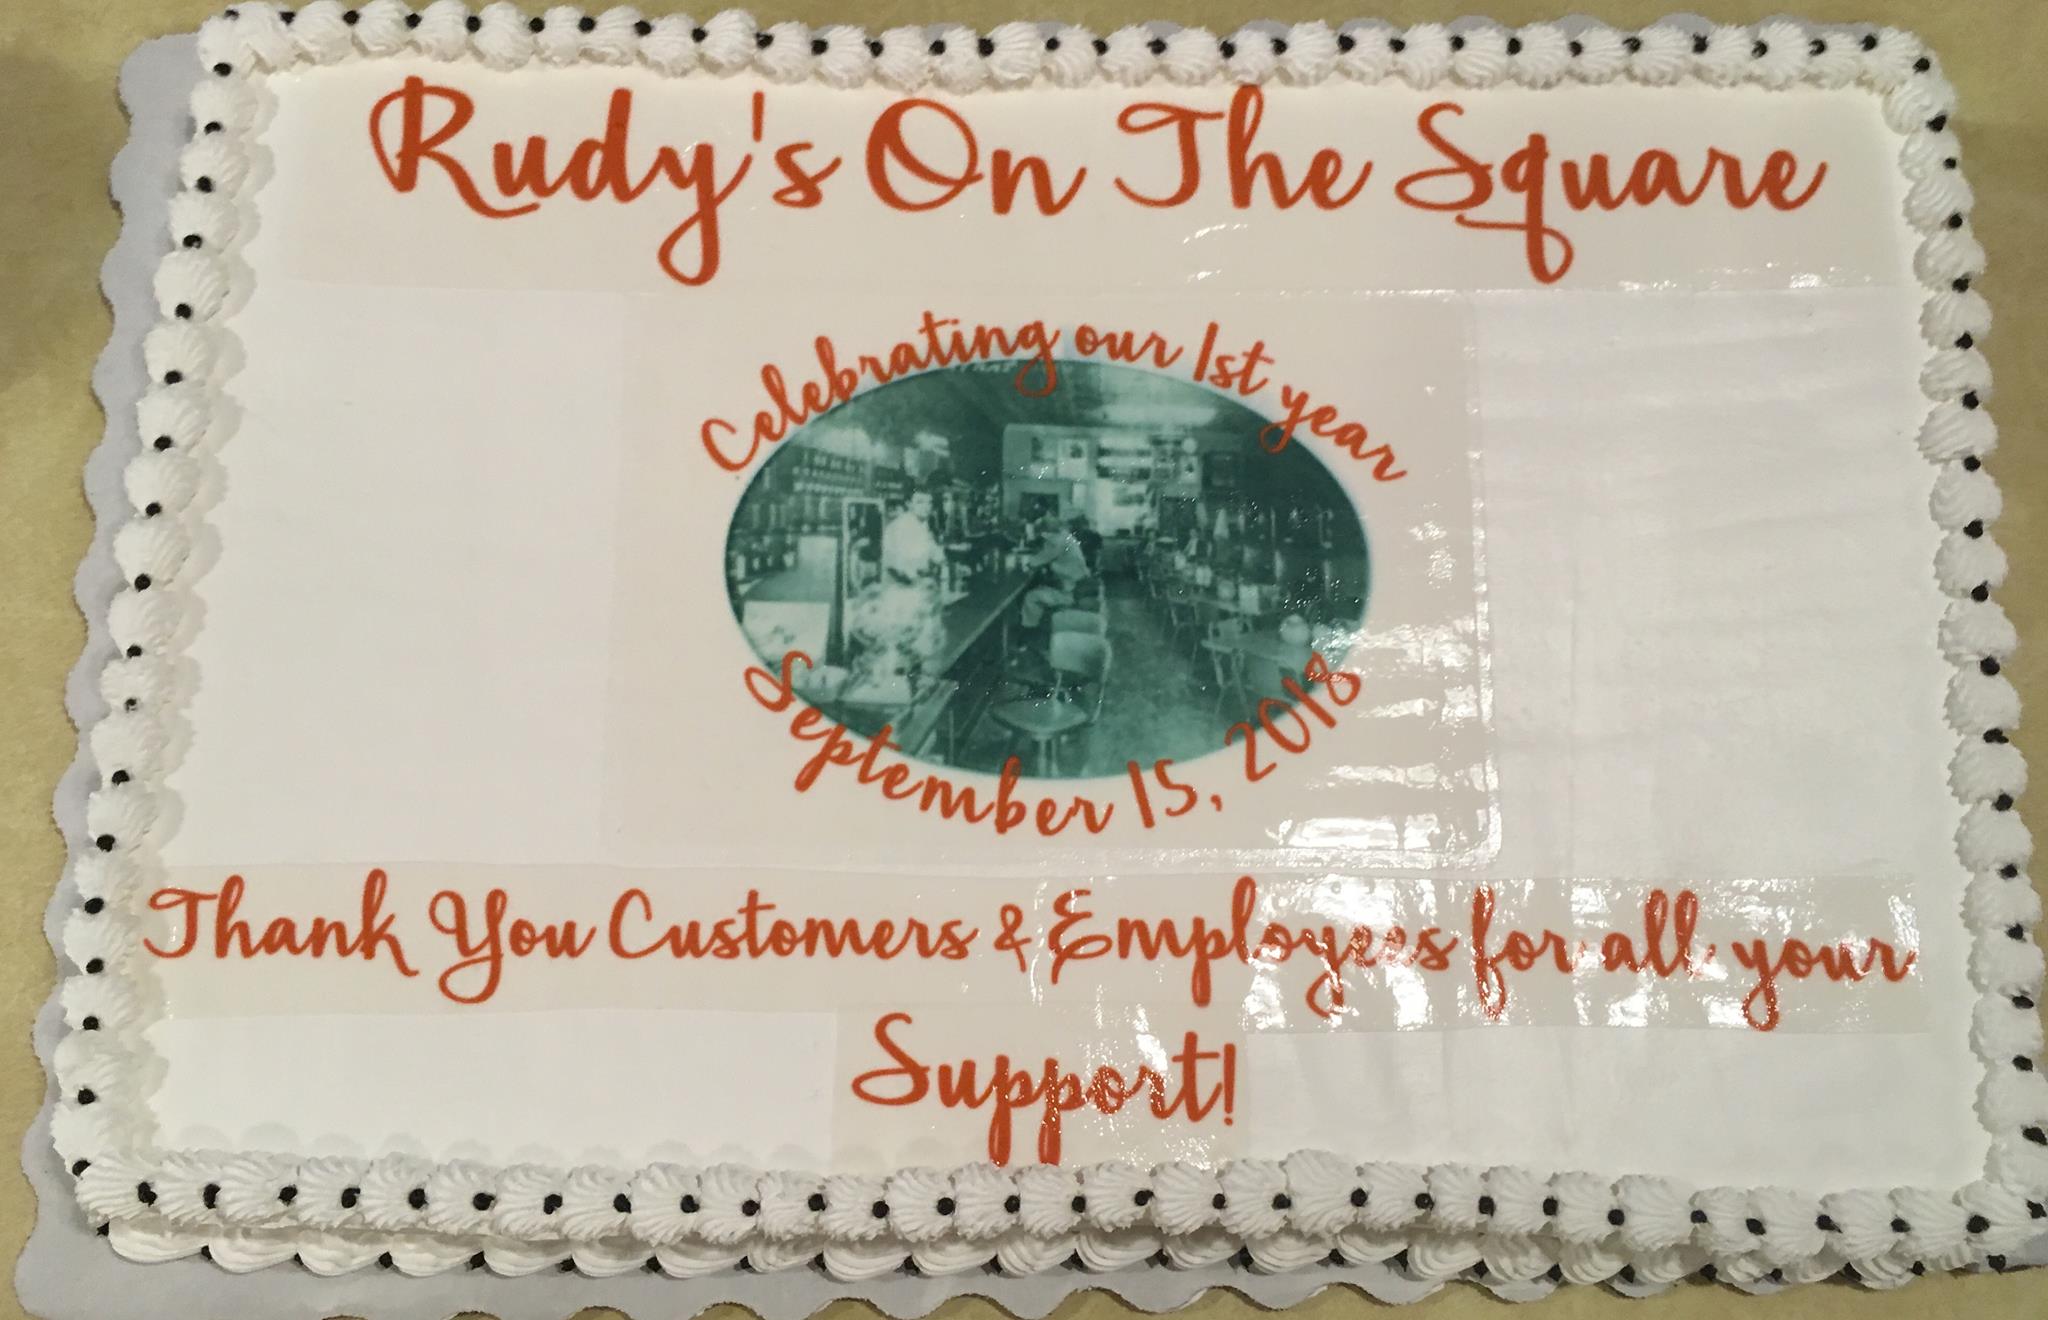 Rudy's On The Square
Celebrating our 1st year
September 15, 2018
Thank You Customers & Employees for all your
Support!